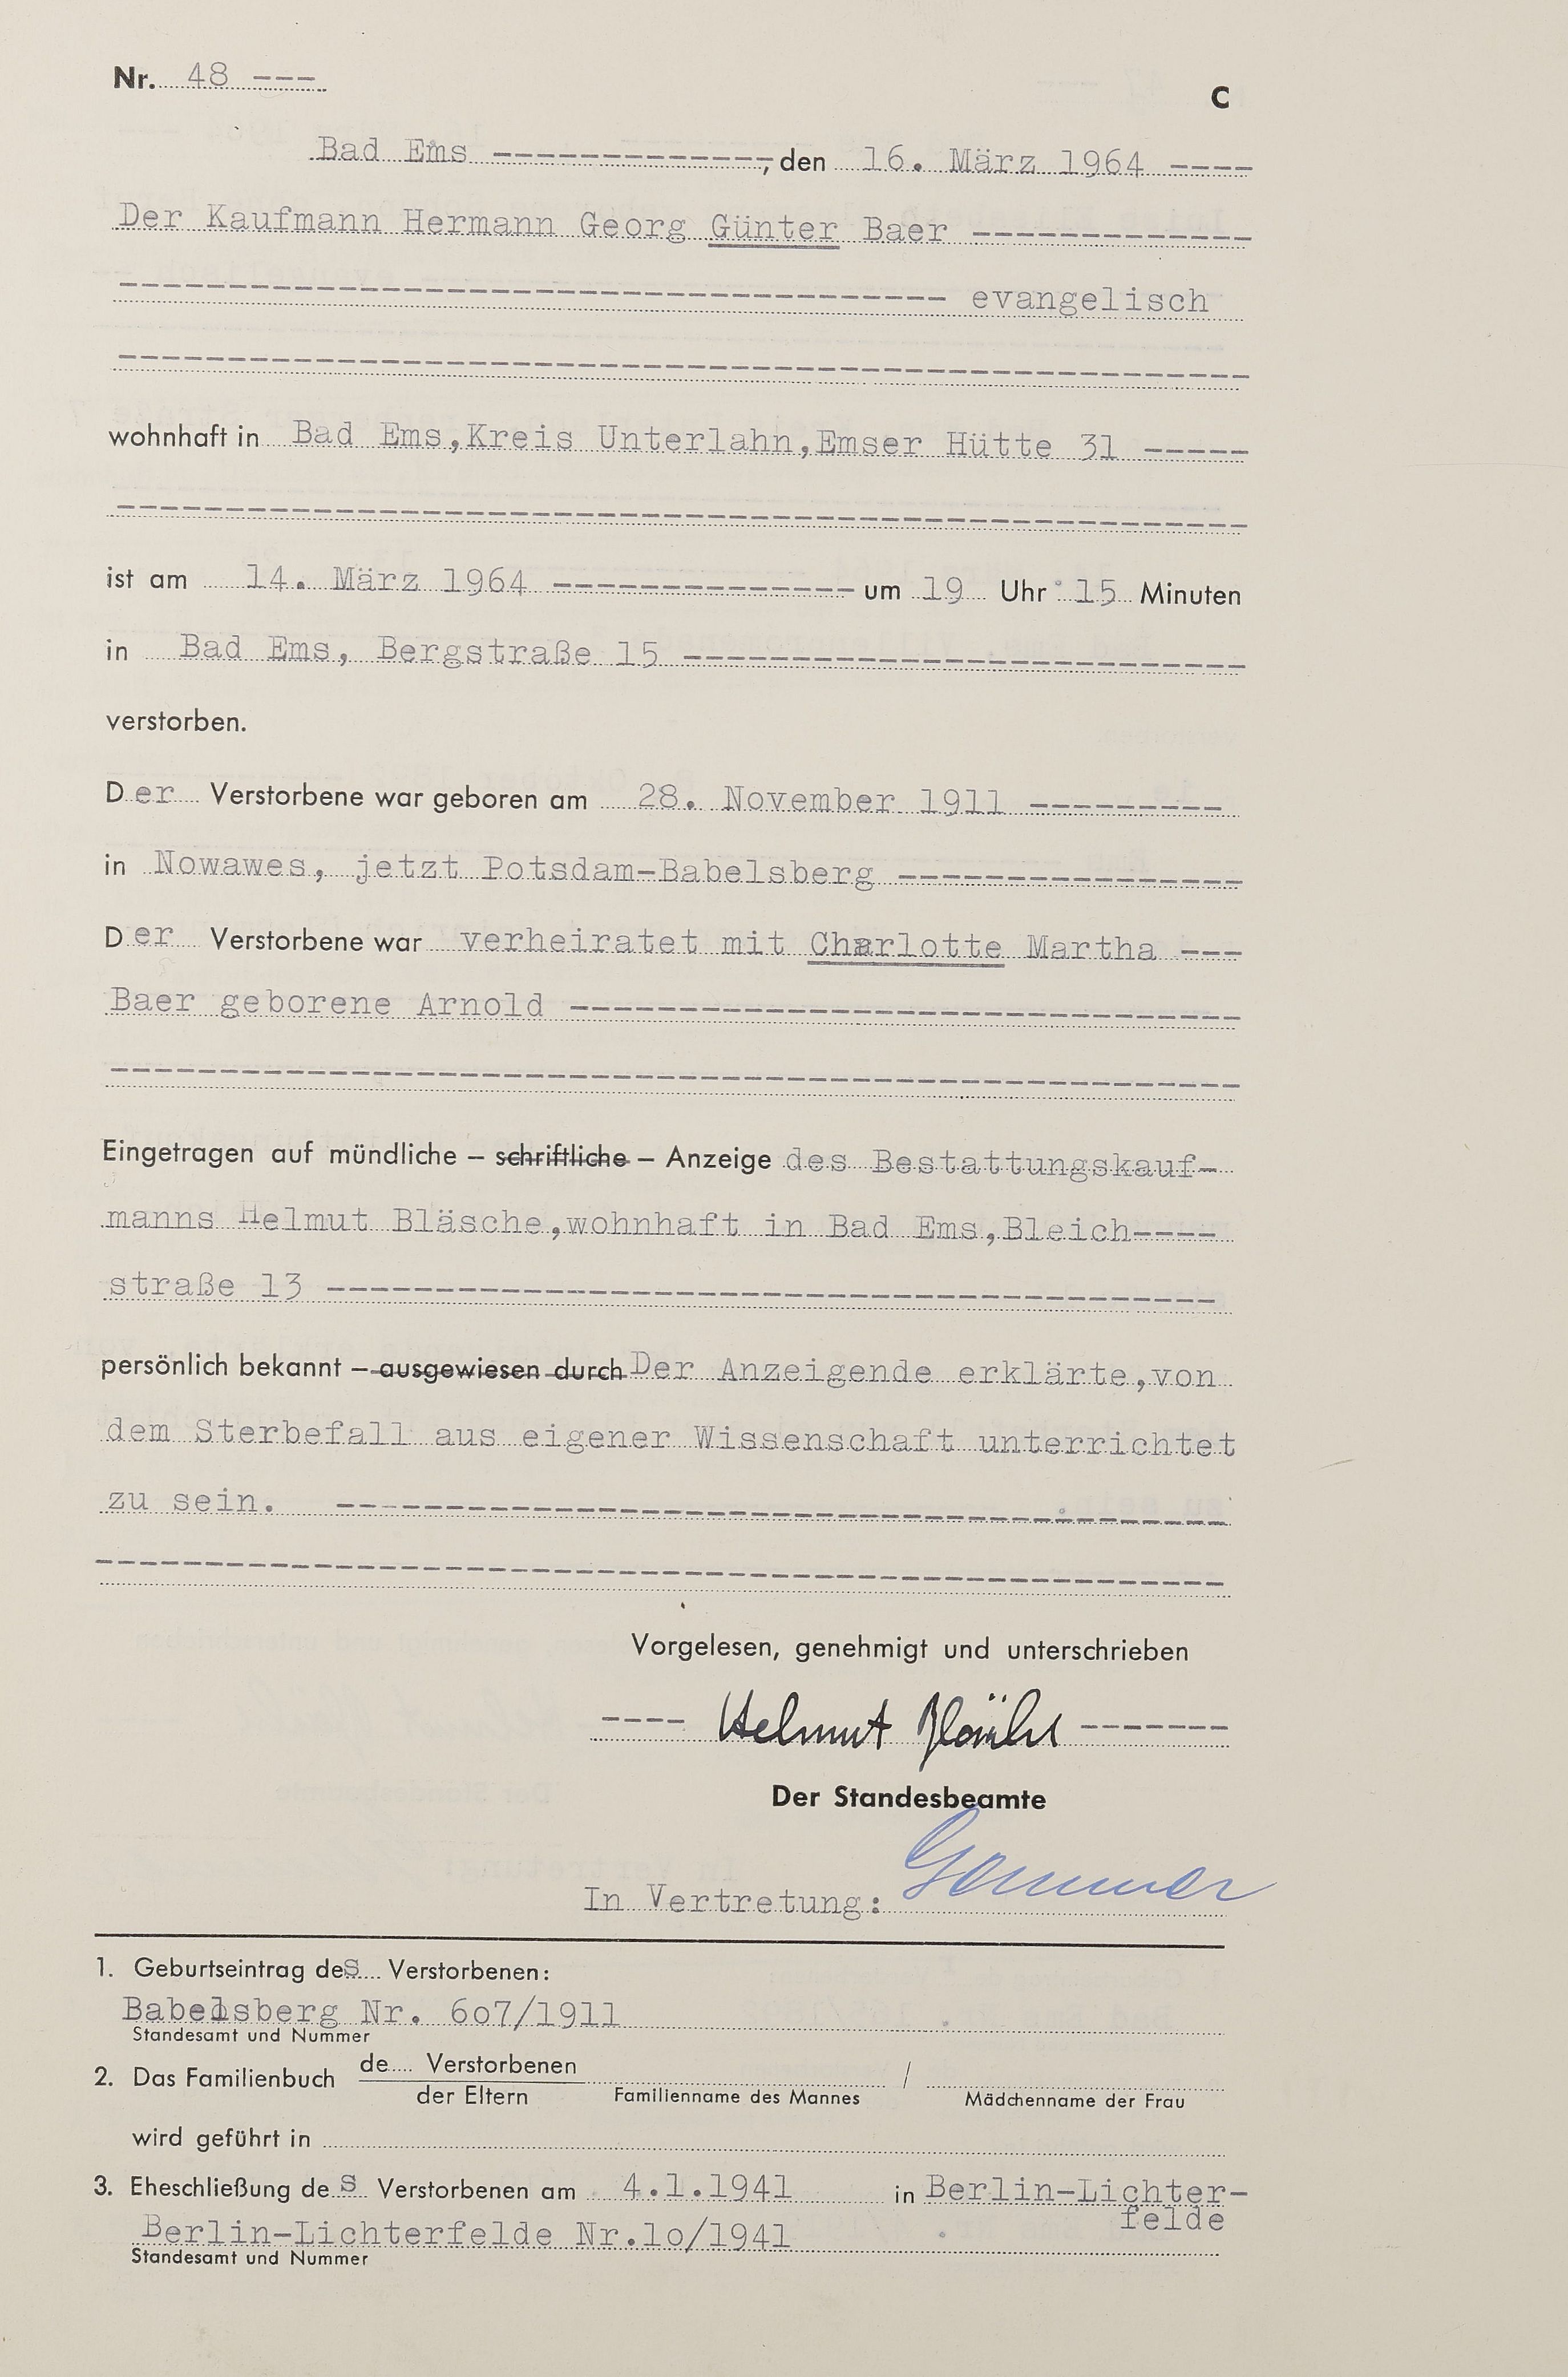 Nr. 48 ---
C
Bad Ems -------------, den 16. März 1964 ----
Der Kaufmann Hermann Georg Günter Baer -------------
-------------------------------------- evangelisch
----------------------------------------------------
wohnhaft in Bad Ems,Kreis Unterlahn,Emser Hütte 31 -----
----------------------------------------------------
ist am 14. März 1964 -------------- um 19 Uhr 15 Minuten
in Bad Ems, Bergstraße 15 --------------------------
verstorben.
Der Verstorbene war geboren am 28. November 1911 ---------
in Nowawes, jetzt Potsdam-Babelsberg ----------------
Der Verstorbene war verheiratet mit Charlotte Martha ---
Baer geborene Arnold -------------------------------
----------------------------------------------------
Eingetragen auf mündliche – schriftliche – Anzeige des Bestattungskauf-
manns Helmut Bläsche,wohnhaft in Bad Ems,Bleich----
straße 13 -----------------------------------------
persönlich bekannt – ausgewiesen durch Der Anzeigende erklärte,von
dem Sterbefall aus eigener Wissenschaft unterrichtet
zu sein. -----------------------------------------
----------------------------------------------------
Vorgelesen, genehmigt und unterschrieben
---- Helmut Bläsche -------
Der Standesbeamte
In Vertretung:
1. Geburtseintrag des Verstorbenen:
Babelsberg Nr. 607/1911
Standesamt und Nummer
2. Das Familienbuch de Verstorbenen /
der Eltern Familienname des Mannes Mädchenname der Frau
wird geführt in
3. Eheschließung des Verstorbenen am 4.1.1941 in Berlin-Lichter-
felde
Berlin-Lichterfelde Nr.10/1941
Standesamt und Nummer